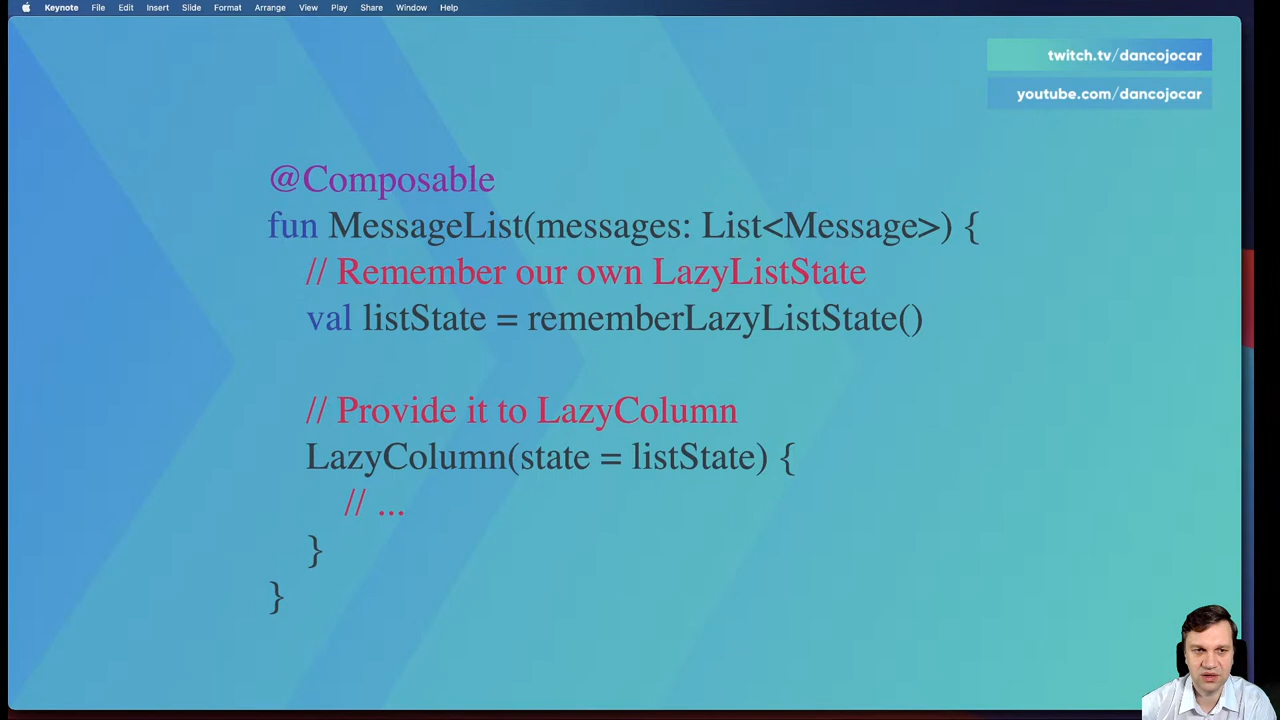 Keynote File Edit Insert Slide Format Arrange View Play Share Window Help
twitch.tv/dancojocar
youtube.com/dancojocar
@Composable
fun MessageList(messages: List<Message>) {
// Remember our own LazyListState
val listState = rememberLazyListState()
// Provide it to LazyColumn
LazyColumn(state = listState) {
// ...
}
}